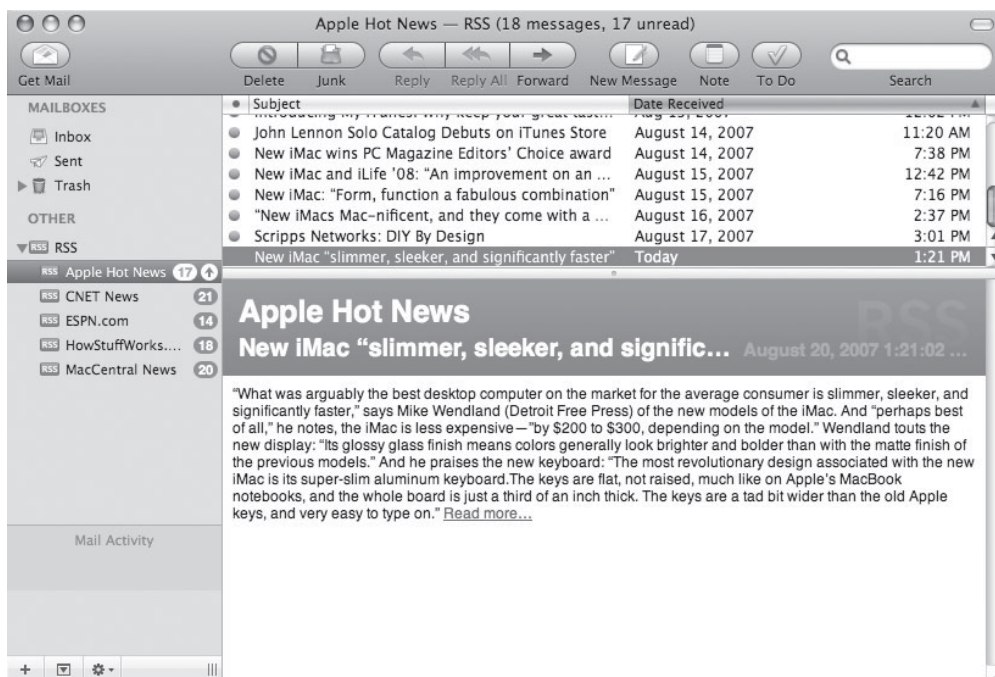 Apple Hot News — RSS (18 messages, 17 unread)
Get Mail
Delete Junk Reply Reply All Forward New Message Note To Do Search
MAILBOXES
Inbox
Sent
Trash
OTHER
RSS RSS
RSS Apple Hot News 17
RSS CNET News 21
RSS ESPN.com 14
RSS HowStuffWorks.... 18
RSS MacCentral News 20
Mail Activity
Subject Date Received
John Lennon Solo Catalog Debuts on iTunes Store August 14, 2007 11:20 AM
New iMac wins PC Magazine Editors’ Choice award August 14, 2007 7:38 PM
New iMac and iLife ’08: “An improvement on an ... August 15, 2007 12:42 PM
New iMac: “Form, function a fabulous combination” August 15, 2007 7:16 PM
“New iMacs Mac-nificent, and they come with a ... August 16, 2007 2:37 PM
Scripps Networks: DIY By Design August 17, 2007 3:01 PM
New iMac “slimmer, sleeker, and significantly faster” Today 1:21 PM
RSS
Apple Hot News
New iMac “slimmer, sleeker, and signific... August 20, 2007 1:21:02 ...
“What was arguably the best desktop computer on the market for the average consumer is slimmer, sleeker, and
significantly faster,” says Mike Wendland (Detroit Free Press) of the new models of the iMac. And “perhaps best
of all,” he notes, the iMac is less expensive—”by $200 to $300, depending on the model.” Wendland touts the
new display: “Its glossy glass finish means colors generally look brighter and bolder than with the matte finish of
the previous models.” And he praises the new keyboard: “The most revolutionary design associated with the new
iMac is its super-slim aluminum keyboard.The keys are flat, not raised, much like on Apple's MacBook
notebooks, and the whole board is just a third of an inch thick. The keys are a tad bit wider than the old Apple
keys, and very easy to type on.” Read more…